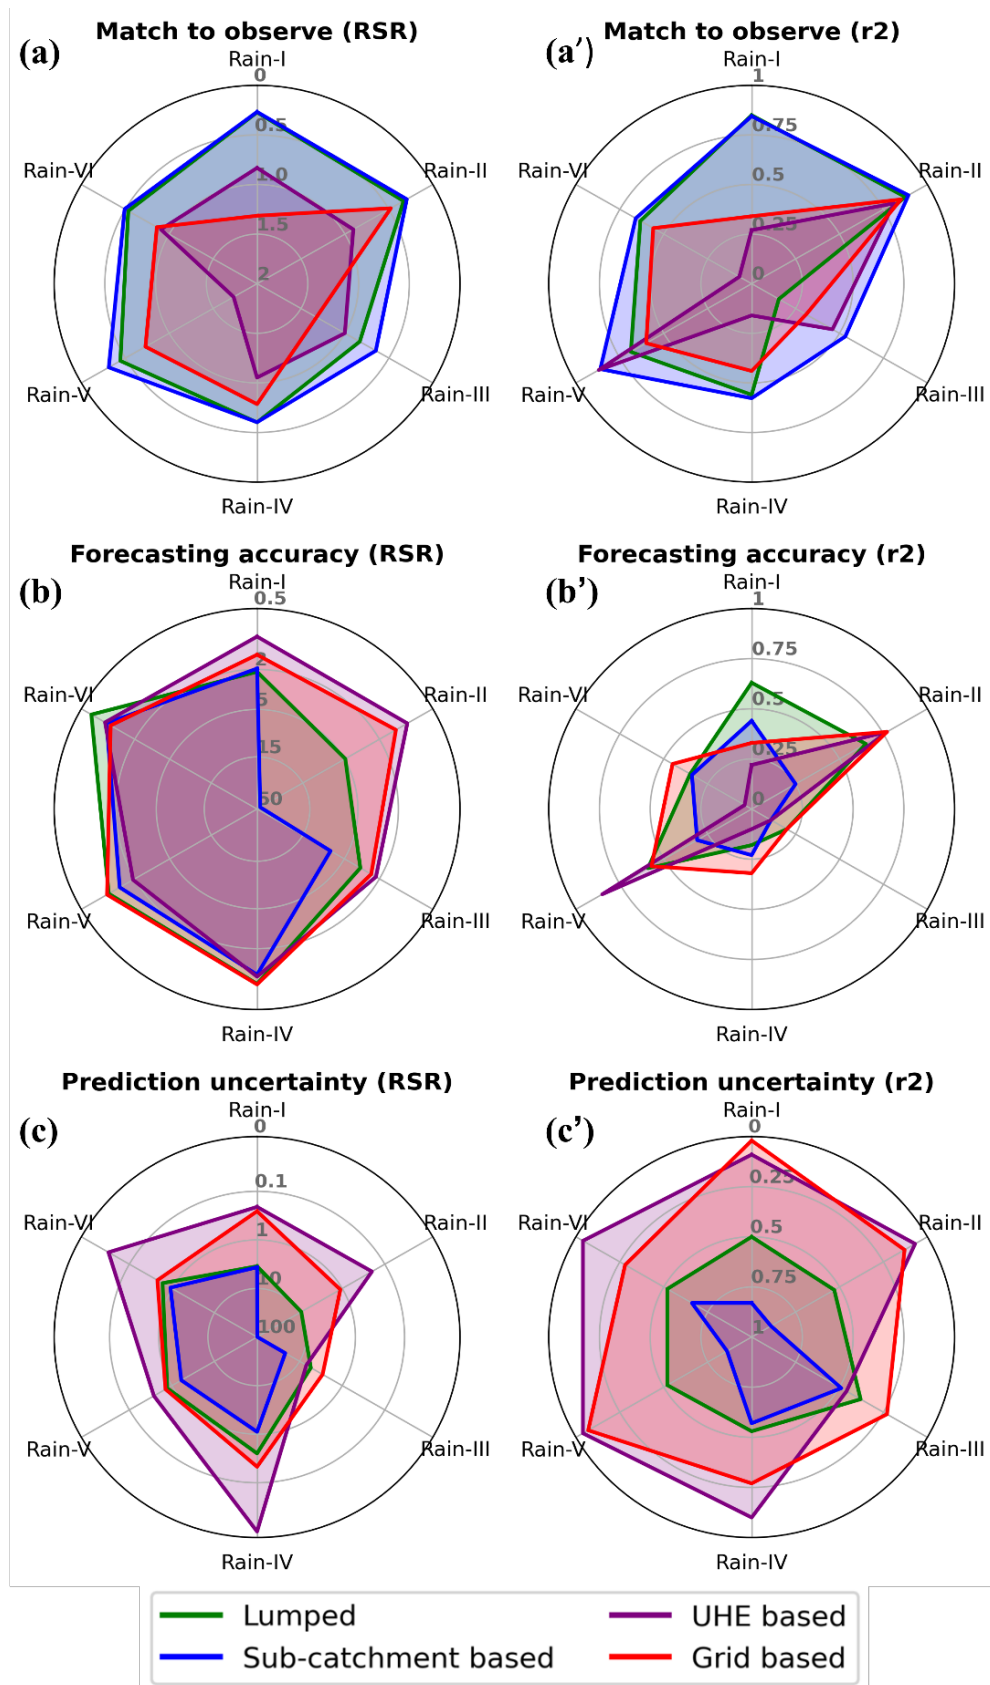 Match to observe (RSR)
(a)
Rain-I
0
0.5
1.0
1.5
2
Rain-VI
Rain-II
Rain-V
Rain-III
Rain-IV
Match to observe (r2)
(a′)
Rain-I
1
0.75
0.5
0.25
0
Rain-VI
Rain-II
Rain-V
Rain-III
Rain-IV
Forecasting accuracy (RSR)
(b)
Rain-I
0.5
2
5
15
50
Rain-VI
Rain-II
Rain-V
Rain-III
Rain-IV
Forecasting accuracy (r2)
(b’)
Rain-I
1
0.75
0.5
0.25
0
Rain-VI
Rain-II
Rain-V
Rain-III
Rain-IV
Prediction uncertainty (RSR)
(c)
Rain-I
0
0.1
1
10
100
Rain-VI
Rain-II
Rain-V
Rain-III
Rain-IV
Prediction uncertainty (r2)
(c’)
Rain-I
0
0.25
0.5
0.75
1
Rain-VI
Rain-II
Rain-V
Rain-III
Rain-IV
Lumped
UHE based
Sub-catchment based
Grid based